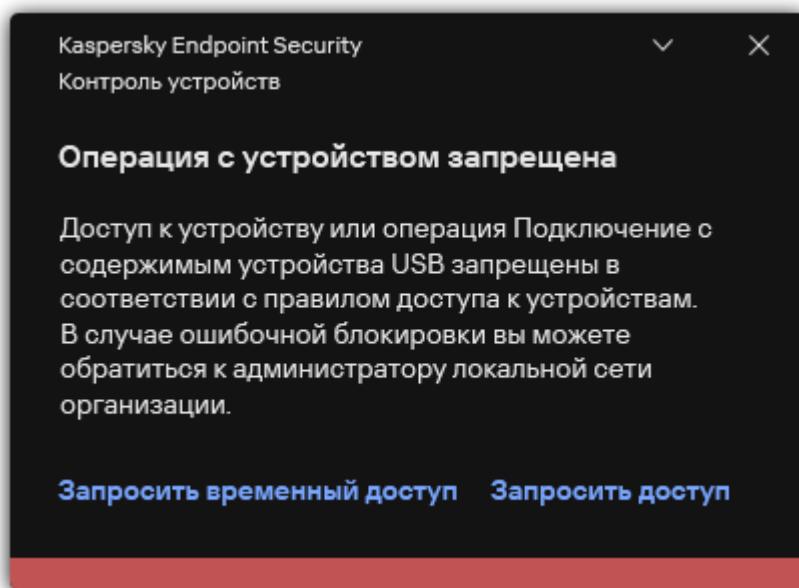 Kaspersky Endpoint Security
Контроль устройств
Операция с устройством запрещена
Доступ к устройству или операция Подключение с
содержимым устройства USB запрещены в
соответствии с правилом доступа к устройствам.
В случае ошибочной блокировки вы можете
обратиться к администратору локальной сети
организации.
Запросить временный доступ Запросить доступ